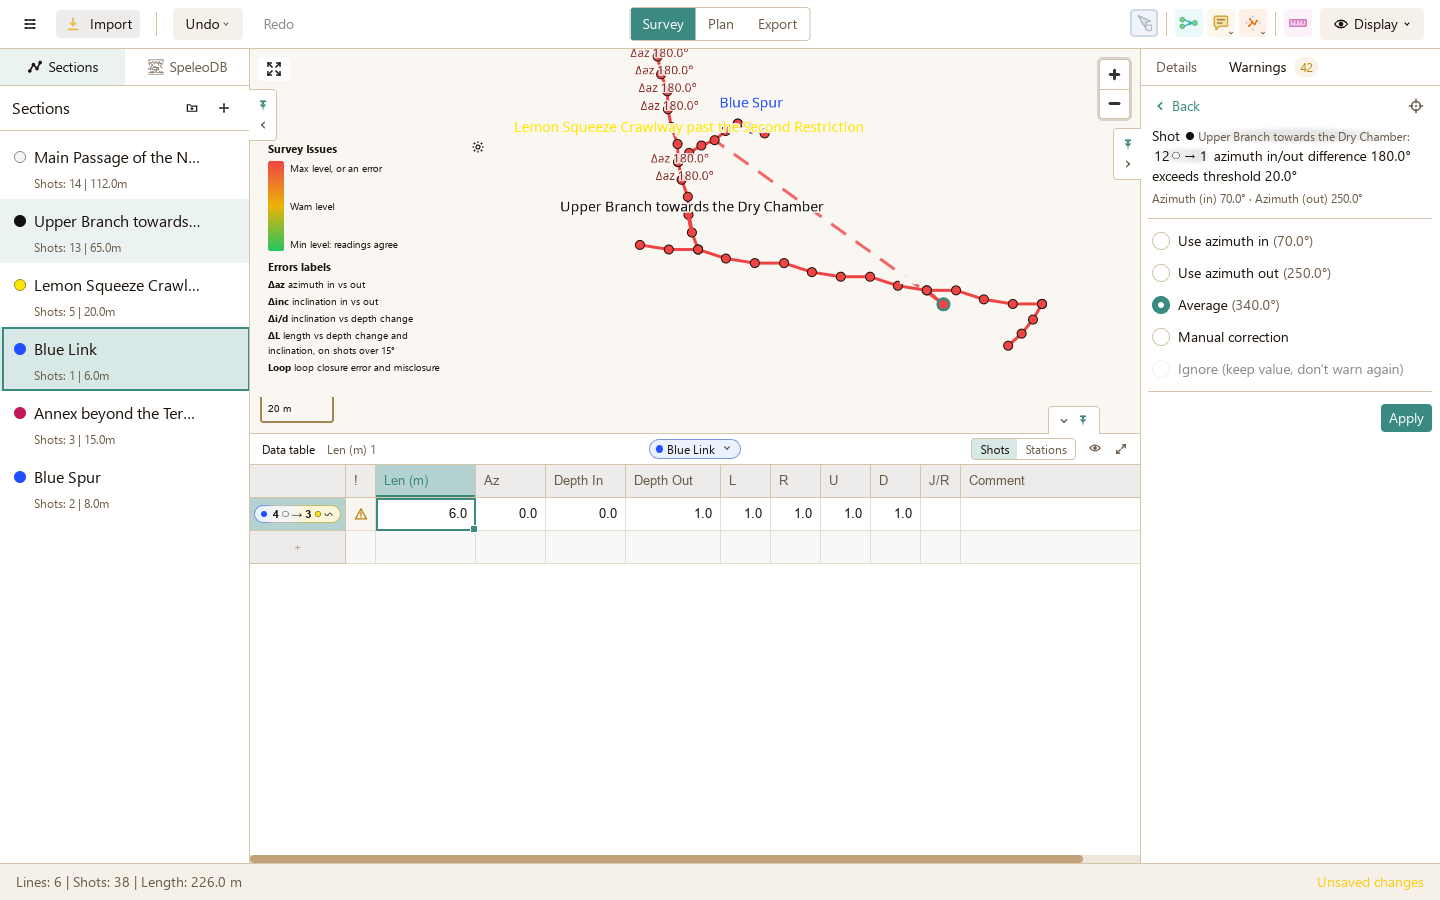 Import
Undo
Redo
Survey
Plan
Export
Display
Sections
SpeleoDB
Sections
Main Passage of the N...
Shots: 14 | 112.0m
Upper Branch towards...
Shots: 13 | 65.0m
Lemon Squeeze Crawl...
Shots: 5 | 20.0m
Blue Link
Shots: 1 | 6.0m
Annex beyond the Ter...
Shots: 3 | 15.0m
Blue Spur
Shots: 2 | 8.0m
Δaz 180.0°
Δaz 180.0°
Δaz 180.0°
Δaz 180.0°
Blue Spur
Lemon Squeeze Crawlway past the Second Restriction
Δaz 180.0°
Δaz 180.0°
Upper Branch towards the Dry Chamber
Survey Issues
Max level, or an error
Warn level
Min level: readings agree
Errors labels
Δaz azimuth in vs out
Δinc inclination in vs out
Δi/d inclination vs depth change
ΔL length vs depth change and
inclination, on shots over 15°
Loop loop closure error and misclosure
20 m
Data table
Len (m) 1
Blue Link
Shots
Stations
! Len (m) Az Depth In Depth Out L R U D J/R Comment
4 → 3 6.0 0.0 0.0 1.0 1.0 1.0 1.0 1.0
+
Details
Warnings 42
Back
Shot Upper Branch towards the Dry Chamber:
12 → 1 azimuth in/out difference 180.0°
exceeds threshold 20.0°
Azimuth (in) 70.0° · Azimuth (out) 250.0°
Use azimuth in (70.0°)
Use azimuth out (250.0°)
Average (340.0°)
Manual correction
Ignore (keep value, don't warn again)
Apply
Lines: 6 | Shots: 38 | Length: 226.0 m
Unsaved changes